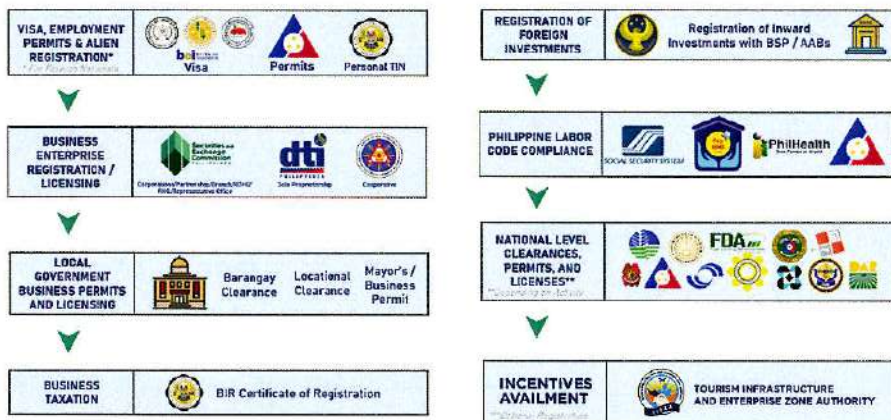 VISA, EMPLOYMENT
PERMITS & ALIEN
REGISTRATION*
Visa
Permits
Personal TIN
BUSINESS
ENTERPRISE
REGISTRATION /
LICENSING
Securities and
Exchange
Commission
PHILIPPINES
dti
PHILIPPINES
Sole Proprietorship
Cooperative
LOCAL
GOVERNMENT
BUSINESS PERMITS
AND LICENSING
Barangay
Clearance
Locational
Clearance
Mayor's /
Business
Permit
BUSINESS
TAXATION
BIR Certificate of Registration
REGISTRATION OF
FOREIGN
INVESTMENTS
Registration of Inward
Investments with BSP / AABs
PHILIPPINE LABOR
CODE COMPLIANCE
SOCIAL SECURITY SYSTEM
PhilHealth
NATIONAL LEVEL
CLEARANCES,
PERMITS, AND
LICENSES**
FDA
INCENTIVES
AVAILMENT
TOURISM INFRASTRUCTURE
AND ENTERPRISE ZONE AUTHORITY